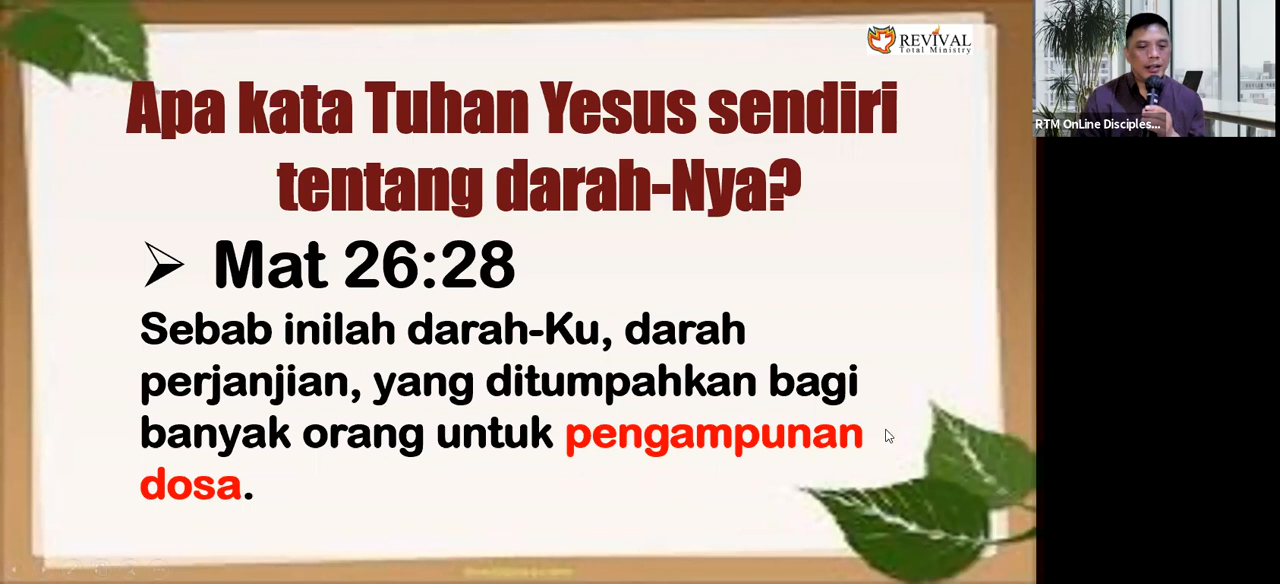 REVIVAL
Total Ministry
Apa kata Tuhan Yesus sendiri
tentang darah-Nya?
Mat 26:28
Sebab inilah darah-Ku, darah
perjanjian, yang ditumpahkan bagi
banyak orang untuk pengampunan
dosa.
RTM OnLine Disciples...